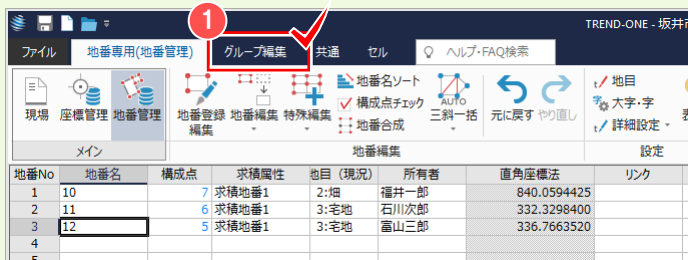 1
TREND-ONE - 坂井市
ファイル 地番専用(地番管理) グループ編集 共通 セル ヘルプ・FAQ検索
現場 座標管理 地番管理 地番登録編集 地番編集 特殊編集 地番名ソート 構成点チェック 地番合成 AUTO 三斜一括 元に戻す やり直し 地目 大字・字 詳細設定
メイン 地番編集 設定
地番No 地番名 構成点 求積属性 地目（現況） 所有者 直角座標法 リンク
1 10 7 求積地番1 2:畑 福井一郎 840.0594425
2 11 6 求積地番1 3:宅地 石川次郎 332.3298400
3 12 5 求積地番1 3:宅地 富山三郎 336.7663520
4
5